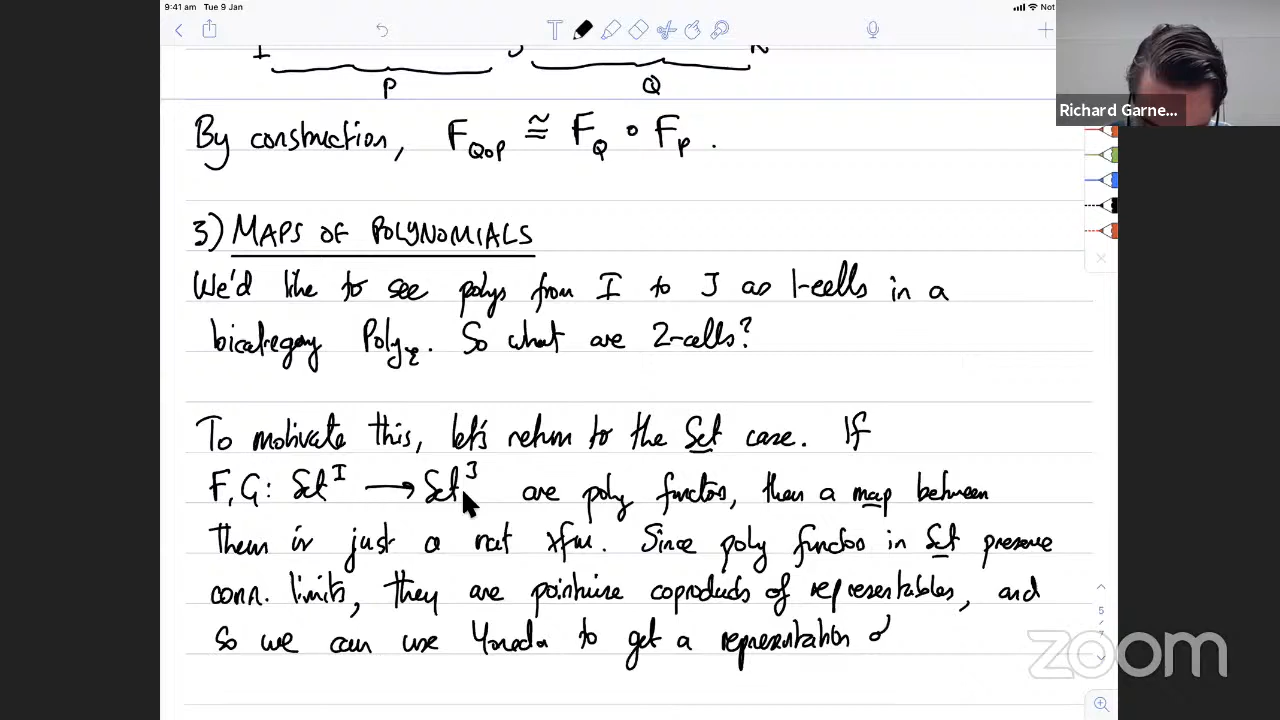 9:41 am Tue 9 Jan
Not
Richard Garne...
I J
P Q
By construction, F_{Q∘P} ≅ F_Q ∘ F_P .
3) MAPS OF POLYNOMIALS
We'd like to see polys from I to J as 1-cells in a
bicategory Poly_ℰ. So what are 2-cells?
To motivate this, let's return to the Set case. If
F, G: Set^I → Set^J are poly functors, then a map between
them is just a nat xfm. Since poly functors in Set preserve
conn. limits, they are pointwise coproducts of representables, and
so we can use Yoneda to get a representation
5
7
zoom